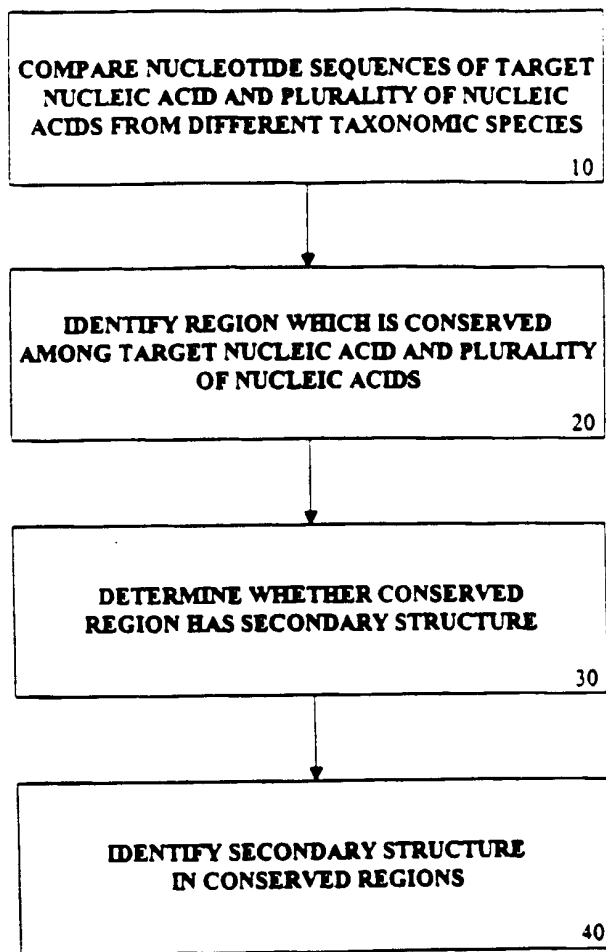 COMPARE NUCLEOTIDE SEQUENCES OF TARGET
NUCLEIC ACID AND PLURALITY OF NUCLEIC
ACIDS FROM DIFFERENT TAXONOMIC SPECIES
10
IDENTIFY REGION WHICH IS CONSERVED
AMONG TARGET NUCLEIC ACID AND PLURALITY
OF NUCLEIC ACIDS
20
DETERMINE WHETHER CONSERVED
REGION HAS SECONDARY STRUCTURE
30
IDENTIFY SECONDARY STRUCTURE
IN CONSERVED REGIONS
40